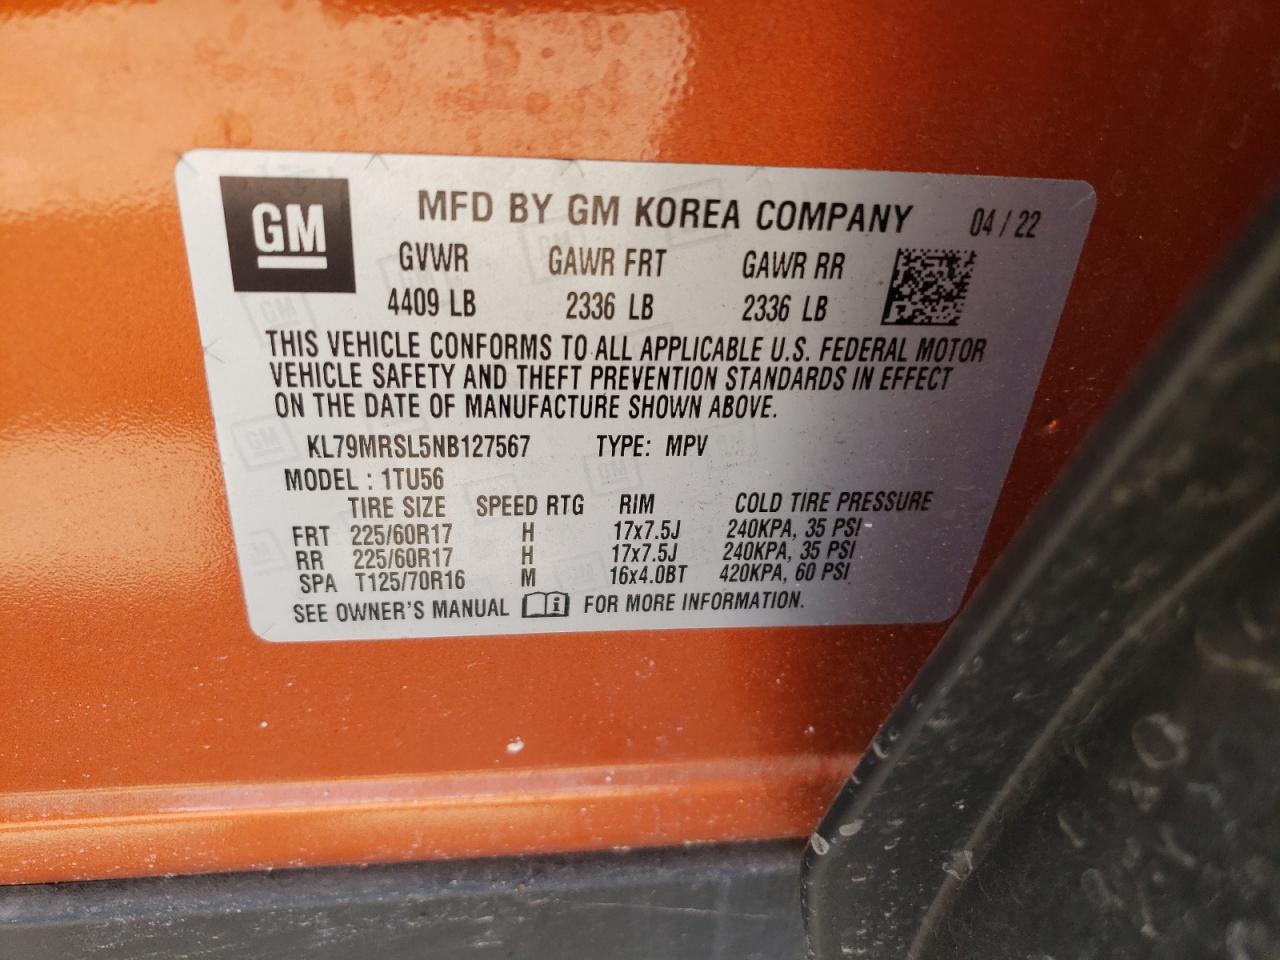 GM
MFD BY GM KOREA COMPANY 04 / 22
GVWR GAWR FRT GAWR RR
4409 LB 2336 LB 2336 LB
THIS VEHICLE CONFORMS TO ALL APPLICABLE U.S. FEDERAL MOTOR
VEHICLE SAFETY AND THEFT PREVENTION STANDARDS IN EFFECT
ON THE DATE OF MANUFACTURE SHOWN ABOVE.
KL79MRSL5NB127567 TYPE: MPV
MODEL : 1TU56
TIRE SIZE SPEED RTG RIM COLD TIRE PRESSURE
FRT 225/60R17 H 17x7.5J 240KPA, 35 PSI
RR 225/60R17 H 17x7.5J 240KPA, 35 PSI
SPA T125/70R16 M 16x4.0BT 420KPA, 60 PSI
SEE OWNER'S MANUAL i FOR MORE INFORMATION.